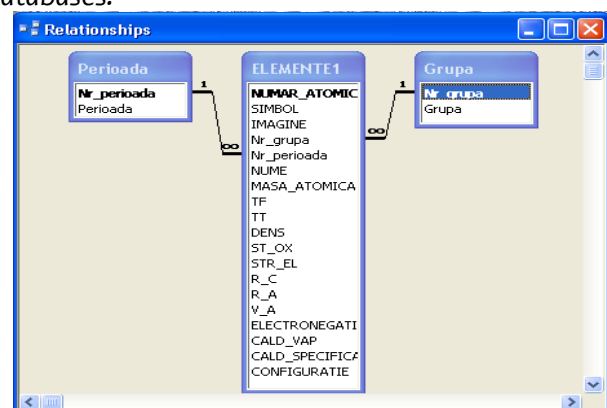 atabases.
Relationships
Perioada
Nr_perioada
Perioada
1
∞
ELEMENTE1
NUMAR_ATOMIC
SIMBOL
IMAGINE
Nr_grupa
Nr_perioada
NUME
MASA_ATOMICA
TF
TT
DENS
ST_OX
STR_EL
R_C
R_A
V_A
ELECTRONEGATI
CALD_VAP
CALD_SPECIFICA
CONFIGURATIE
1
∞
Grupa
Nr_grupa
Grupa